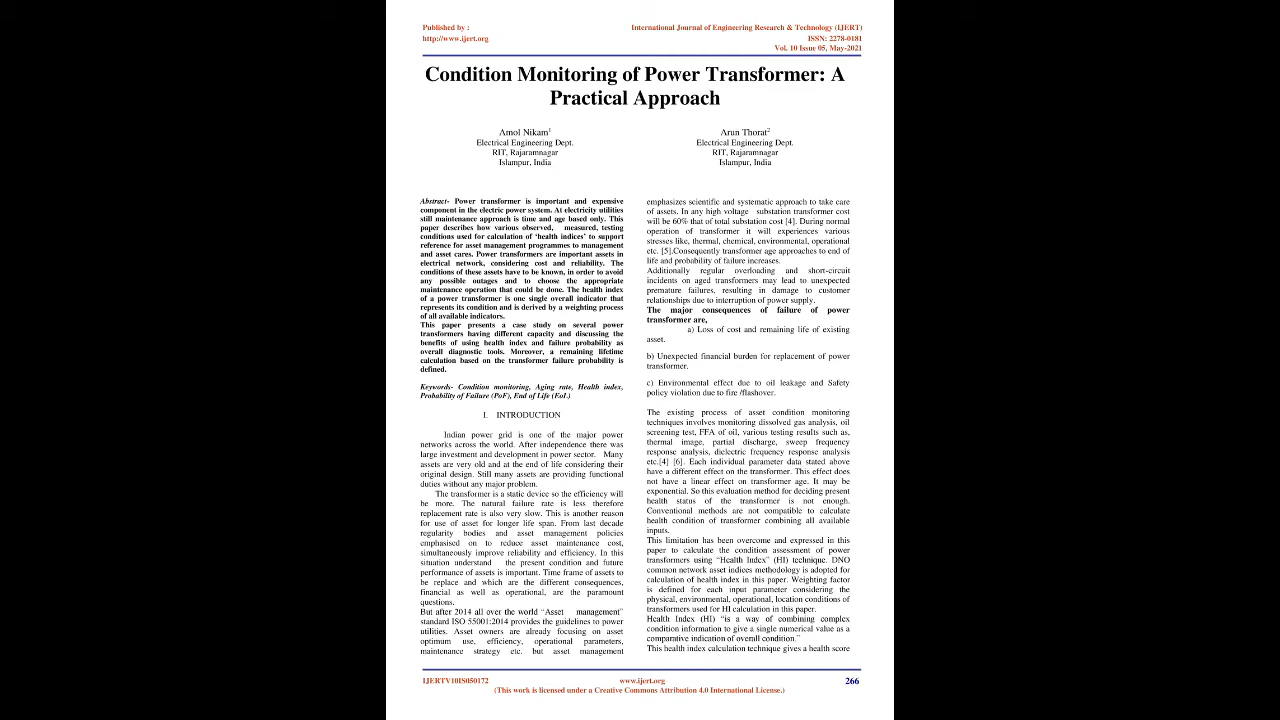 Published by :
http://www.ijert.org
International Journal of Engineering Research & Technology (IJERT)
ISSN: 2278-0181
Vol. 10 Issue 05, May-2021
Condition Monitoring of Power Transformer: A
Practical Approach
Amol Nikam1
Electrical Engineering Dept.
RIT, Rajaramnagar
Islampur, India
Arun Thorat2
Electrical Engineering Dept.
RIT, Rajaramnagar
Islampur, India
Abstract- Power transformer is important and expensive
component in the electric power system. At electricity utilities
still maintenance approach is time and age based only. This
paper describes how various observed, measured, testing
conditions used for calculation of ‘health indices’ to support
reference for asset management programmes to management
and asset cares. Power transformers are important assets in
electrical network, considering cost and reliability. The
conditions of these assets have to be known, in order to avoid
any possible outages and to choose the appropriate
maintenance operation that could be done. The health index
of a power transformer is one single overall indicator that
represents its condition and is derived by a weighting process
of all available indicators.
This paper presents a case study on several power
transformers having different capacity and discussing the
benefits of using health index and failure probability as
overall diagnostic tools. Moreover, a remaining lifetime
calculation based on the transformer failure probability is
defined.
Keywords- Condition monitoring, Aging rate, Health index,
Probability of Failure (PoF), End of Life (EoL)
I. INTRODUCTION
Indian power grid is one of the major power
networks across the world. After independence there was
large investment and development in power sector. Many
assets are very old and at the end of life considering their
original design. Still many assets are providing functional
duties without any major problem.
The transformer is a static device so the efficiency will
be more. The natural failure rate is less therefore
replacement rate is also very slow. This is another reason
for use of asset for longer life span. From last decade
regularity bodies and asset management policies
emphasised on to reduce asset maintenance cost,
simultaneously improve reliability and efficiency. In this
situation understand the present condition and future
performance of assets is important. Time frame of assets to
be replace and which are the different consequences,
financial as well as operational, are the paramount
questions.
But after 2014 all over the world “Asset management”
standard ISO 55001:2014 provides the guidelines to power
utilities. Asset owners are already focusing on asset
optimum use, efficiency, operational parameters,
maintenance strategy etc. but asset management
emphasizes scientific and systematic approach to take care
of assets. In any high voltage substation transformer cost
will be 60% that of total substation cost [4]. During normal
operation of transformer it will experiences various
stresses like, thermal, chemical, environmental, operational
etc. [5].Consequently transformer age approaches to end of
life and probability of failure increases.
Additionally regular overloading and short-circuit
incidents on aged transformers may lead to unexpected
premature failures, resulting in damage to customer
relationships due to interruption of power supply.
The major consequences of failure of power
transformer are,
a) Loss of cost and remaining life of existing
asset.
b) Unexpected financial burden for replacement of power
transformer.
c) Environmental effect due to oil leakage and Safety
policy violation due to fire /flashover.
The existing process of asset condition monitoring
techniques involves monitoring dissolved gas analysis, oil
screening test, FFA of oil, various testing results such as,
thermal image, partial discharge, sweep frequency
response analysis, dielectric frequency response analysis
etc.[4] [6]. Each individual parameter data stated above
have a different effect on the transformer. This effect does
not have a linear effect on transformer age. It may be
exponential. So this evaluation method for deciding present
health status of the transformer is not enough.
Conventional methods are not compatible to calculate
health condition of transformer combining all available
inputs.
This limitation has been overcome and expressed in this
paper to calculate the condition assessment of power
transformers using “Health Index” (HI) technique. DNO
common network asset indices methodology is adopted for
calculation of health index in this paper. Weighting factor
is defined for each input parameter considering the
physical, environmental, operational, location conditions of
transformers used for HI calculation in this paper.
Health Index (HI) “is a way of combining complex
condition information to give a single numerical value as a
comparative indication of overall condition.”
This health index calculation technique gives a health score
IJERTV10IS050172
www.ijert.org
(This work is licensed under a Creative Commons Attribution 4.0 International License.)
266